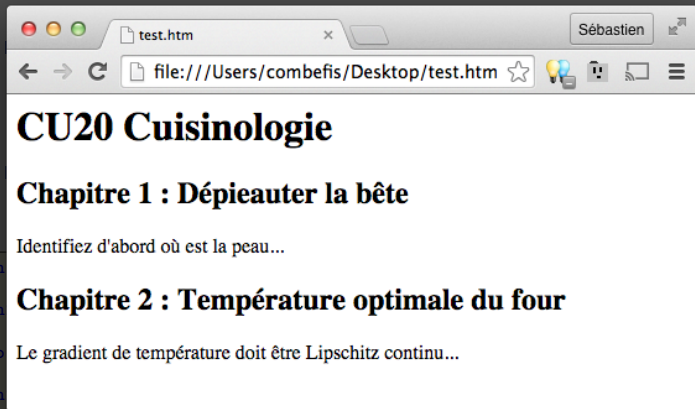 test.htm
Sébastien
file:///Users/combefis/Desktop/test.htm
CU20 Cuisinologie
Chapitre 1 : Dépieauter la bête
Identifiez d'abord où est la peau...
Chapitre 2 : Température optimale du four
Le gradient de température doit être Lipschitz continu...